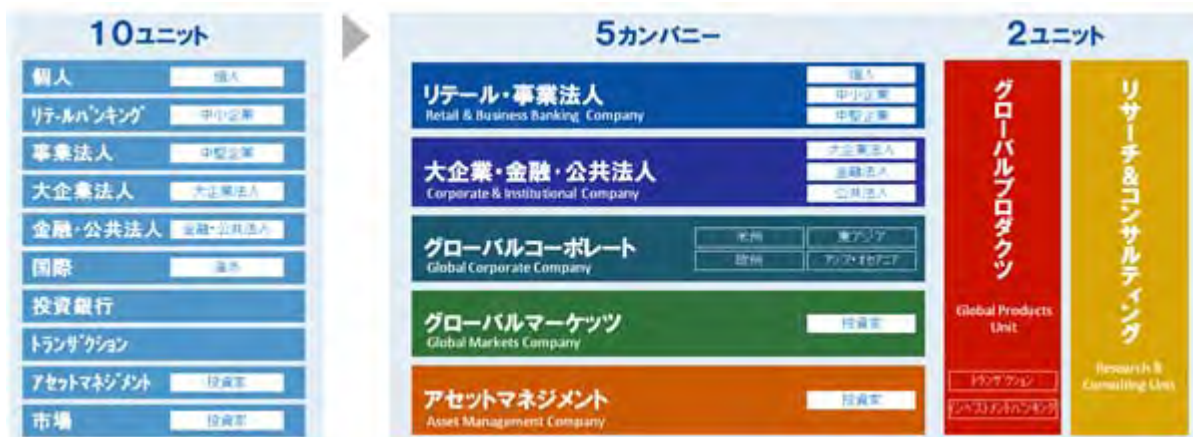 10ユニット
個人
個人
リテールバンキング
中小企業
事業法人
中堅企業
大企業法人
大企業法人
金融・公共法人
金融・公共法人
国際
海外
投資銀行
トランザクション
アセットマネジメント
投資家
市場
投資家
5カンパニー
リテール・事業法人
Retail & Business Banking Company
個人
中小企業
中堅企業
大企業・金融・公共法人
Corporate & Institutional Company
大企業法人
金融法人
公共法人
グローバルコーポレート
Global Corporate Company
米州
東アジア
欧州
アジア・オセアニア
グローバルマーケッツ
Global Markets Company
投資家
アセットマネジメント
Asset Management Company
投資家
2ユニット
グローバルプロダクツ
Global Products
Unit
トランザクション
インベストメントバンキング
リサーチ&コンサルティング
Research &
Consulting Unit